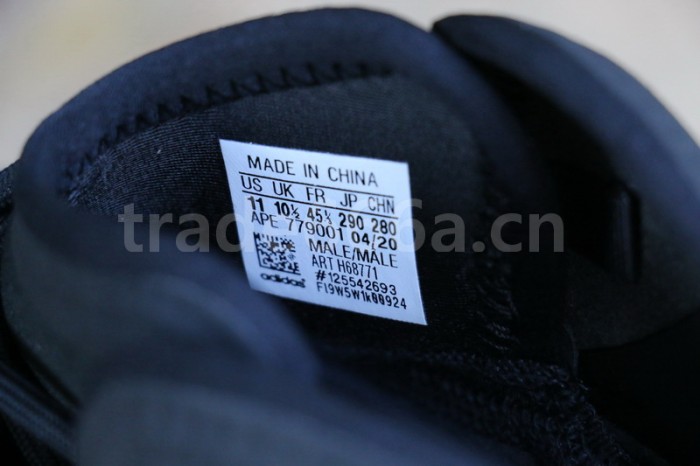 MADE IN CHINA
US UK FR JP CHN
11 10½ 45⅓ 290 280
APE 779001 04/20
MALE/MALE
ART H68771
#125542693
adidas
F19W5W1k00924